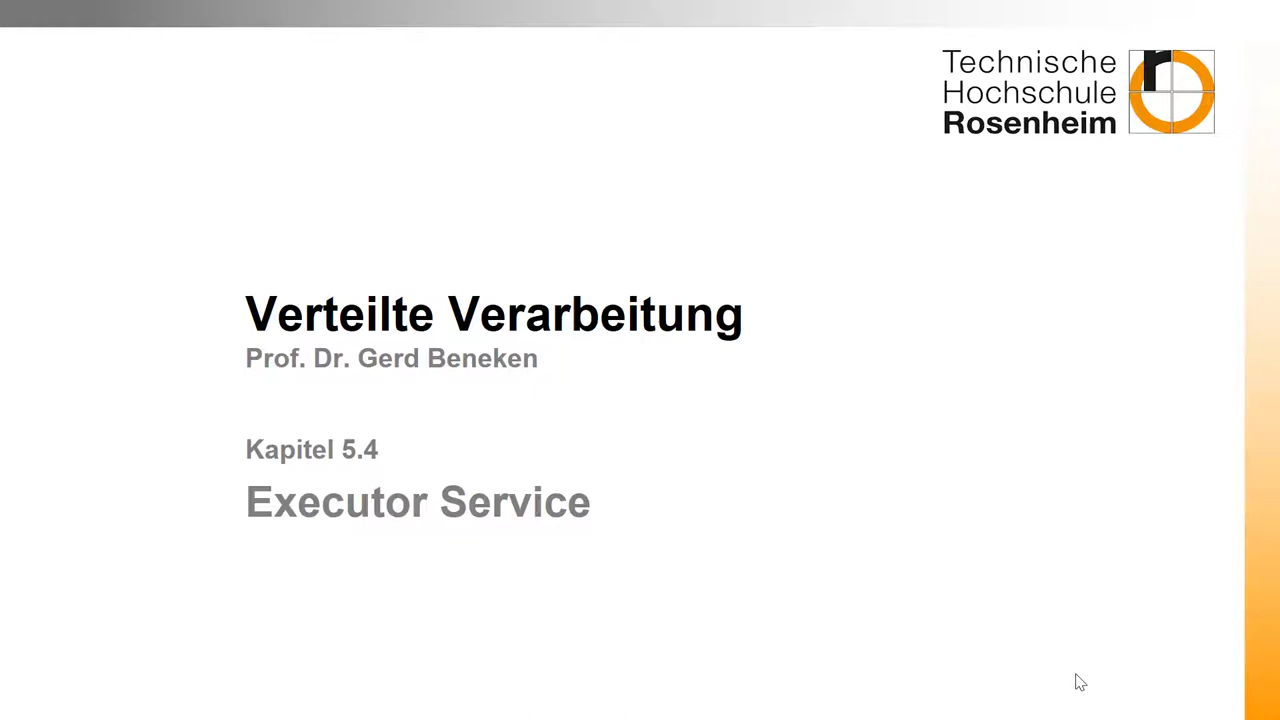 Technische
Hochschule
Rosenheim
Verteilte Verarbeitung
Prof. Dr. Gerd Beneken
Kapitel 5.4
Executor Service